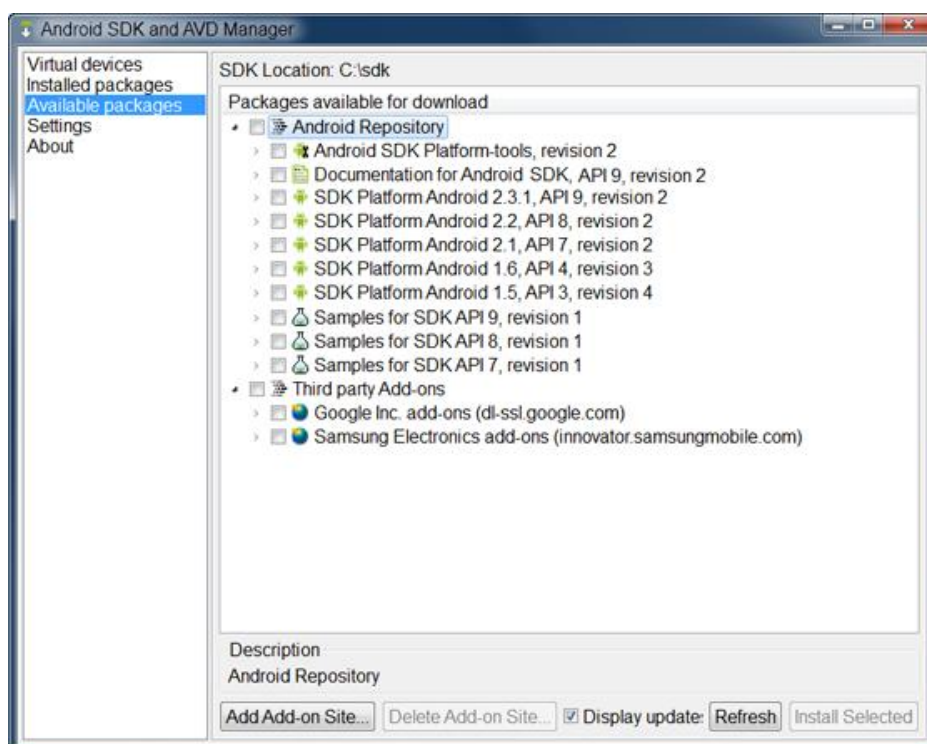 Android SDK and AVD Manager
Virtual devices
Installed packages
Available packages
Settings
About
SDK Location: C:\sdk
Packages available for download
Android Repository
Android SDK Platform-tools, revision 2
Documentation for Android SDK, API 9, revision 2
SDK Platform Android 2.3.1, API 9, revision 2
SDK Platform Android 2.2, API 8, revision 2
SDK Platform Android 2.1, API 7, revision 2
SDK Platform Android 1.6, API 4, revision 3
SDK Platform Android 1.5, API 3, revision 4
Samples for SDK API 9, revision 1
Samples for SDK API 8, revision 1
Samples for SDK API 7, revision 1
Third party Add-ons
Google Inc. add-ons (dl-ssl.google.com)
Samsung Electronics add-ons (innovator.samsungmobile.com)
Description
Android Repository
Add Add-on Site... Delete Add-on Site... Display update: Refresh Install Selected